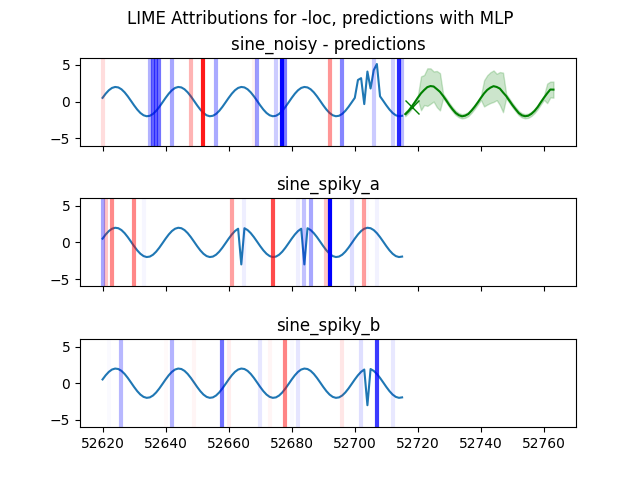 LIME Attributions for -loc, predictions with MLP
sine_noisy - predictions
5
0
−5
sine_spiky_a
5
0
−5
sine_spiky_b
5
0
−5
52620 52640 52660 52680 52700 52720 52740 52760